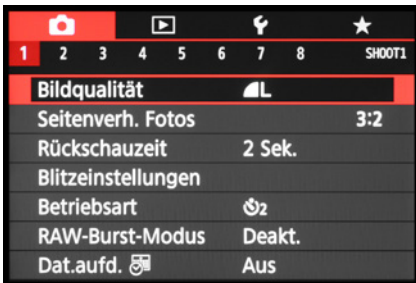 1 2 3 4 5 6 7 8 SHOOT1
Bildqualität L
Seitenverh. Fotos 3:2
Rückschauzeit 2 Sek.
Blitzeinstellungen
Betriebsart 2
RAW-Burst-Modus Deakt.
Dat.aufd. Aus